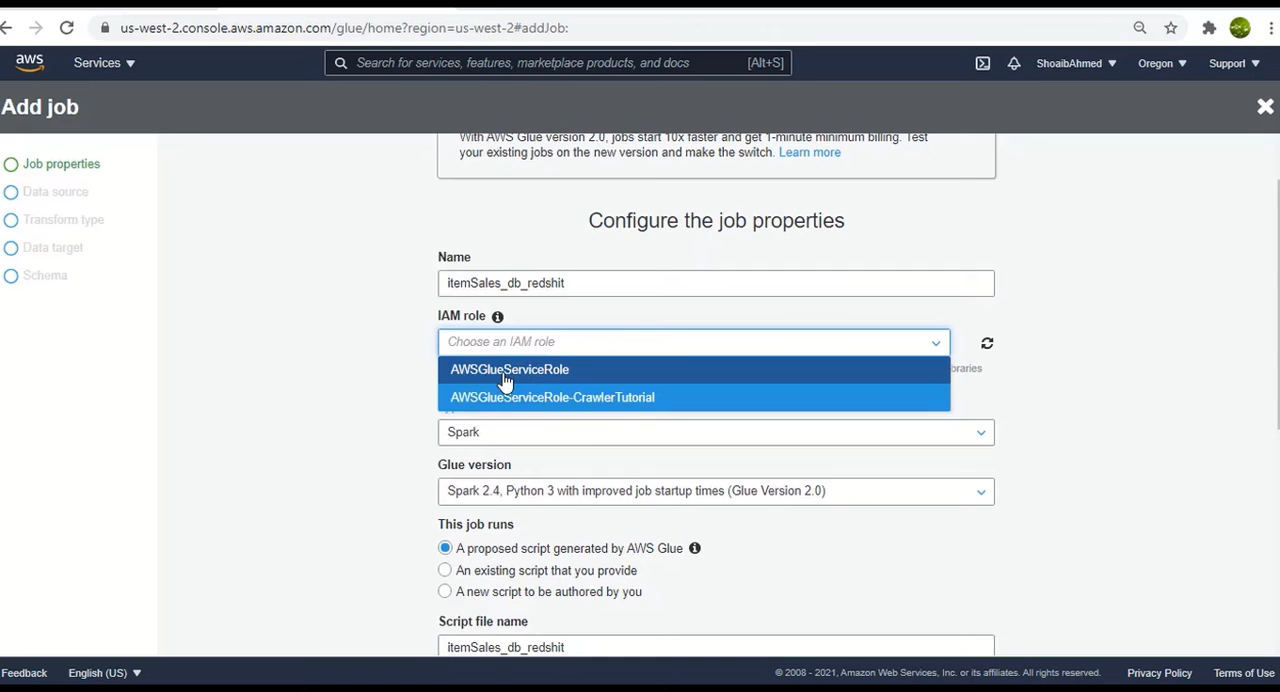 us-west-2.console.aws.amazon.com/glue/home?region=us-west-2#addJob:
aws
Services
Search for services, features, marketplace products, and docs
[Alt+S]
ShoaibAhmed
Oregon
Support
Add job
Job properties
Data source
Transform type
Data target
Schema
With AWS Glue version 2.0, jobs start 10x faster and get 1-minute minimum billing. Test
your existing jobs on the new version and make the switch. Learn more
Configure the job properties
Name
itemSales_db_redshit
IAM role
Choose an IAM role
AWSGlueServiceRole
braries
AWSGlueServiceRole-CrawlerTutorial
Spark
Glue version
Spark 2.4, Python 3 with improved job startup times (Glue Version 2.0)
This job runs
A proposed script generated by AWS Glue
An existing script that you provide
A new script to be authored by you
Script file name
itemSales_db_redshit
Feedback
English (US)
© 2008 - 2021, Amazon Web Services, Inc. or its affiliates. All rights reserved.
Privacy Policy
Terms of Use